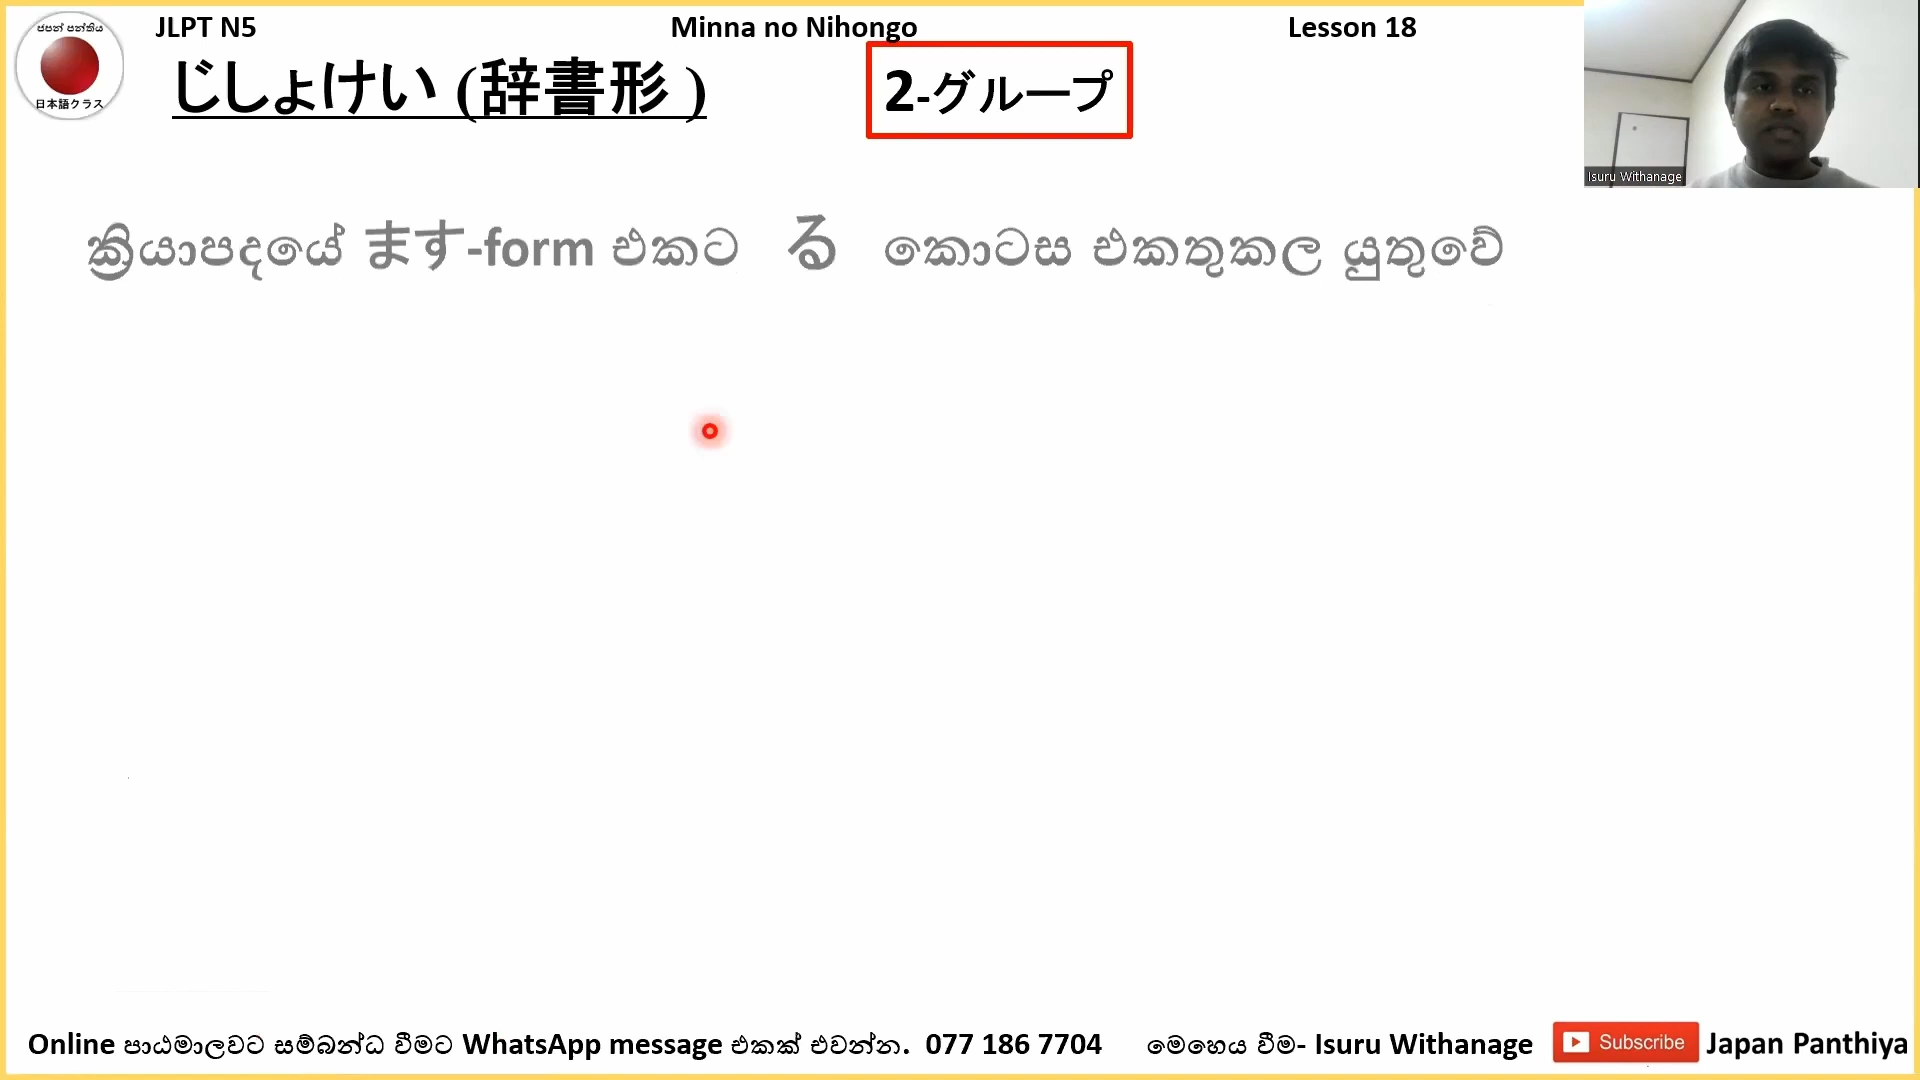 ජපන් පන්තිය
日本語クラス
JLPT N5 Minna no Nihongo Lesson 18
じしょけい (辞書形 ) 2-グループ
Isuru Withanage
ක්‍රියාපදයේ ます-form එකට る කොටස එකතුකල යුතුවේ
Online පාඨමාලවට සම්බන්ධ වීමට WhatsApp message එකක් එවන්න. 077 186 7704 මෙහෙය වීම- Isuru Withanage Subscribe Japan Panthiya